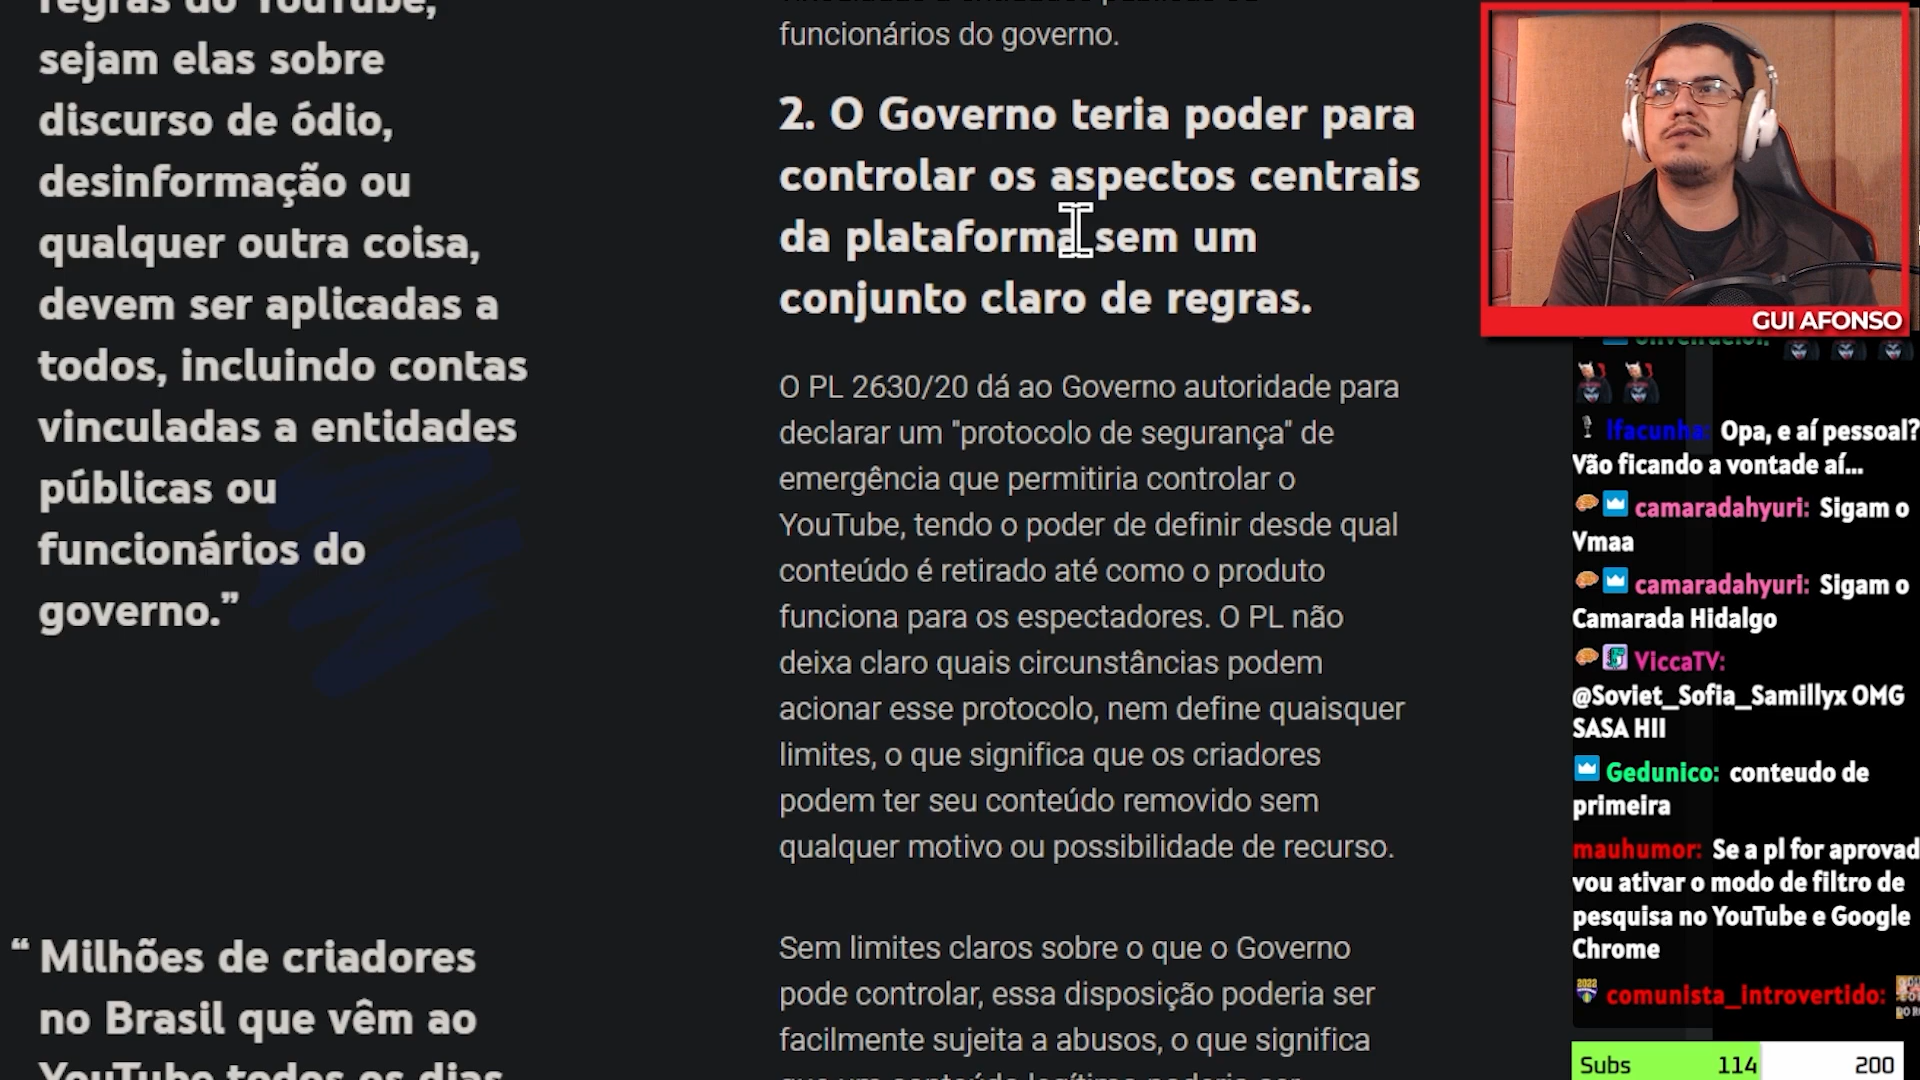 regras do YouTube,
sejam elas sobre
discurso de ódio,
desinformação ou
qualquer outra coisa,
devem ser aplicadas a
todos, incluindo contas
vinculadas a entidades
públicas ou
funcionários do
governo.”
“ Milhões de criadores
no Brasil que vêm ao
YouTube todos os dias
funcionários do governo.
2. O Governo teria poder para
controlar os aspectos centrais
da plataforma sem um
conjunto claro de regras.
O PL 2630/20 dá ao Governo autoridade para
declarar um "protocolo de segurança" de
emergência que permitiria controlar o
YouTube, tendo o poder de definir desde qual
conteúdo é retirado até como o produto
funciona para os espectadores. O PL não
deixa claro quais circunstâncias podem
acionar esse protocolo, nem define quaisquer
limites, o que significa que os criadores
podem ter seu conteúdo removido sem
qualquer motivo ou possibilidade de recurso.
Sem limites claros sobre o que o Governo
pode controlar, essa disposição poderia ser
facilmente sujeita a abusos, o que significa
GUI AFONSO
lfacunha: Opa, e aí pessoal?
Vão ficando a vontade aí...
camaradahyuri: Sigam o
Vmaa
camaradahyuri: Sigam o
Camarada Hidalgo
ViccaTV:
@Soviet_Sofia_Samillyx OMG
SASA HII
Gedunico: conteudo de
primeira
mauhumor: Se a pl for aprovad
vou ativar o modo de filtro de
pesquisa no YouTube e Google
Chrome
comunista_introvertido:
Subs 114 200